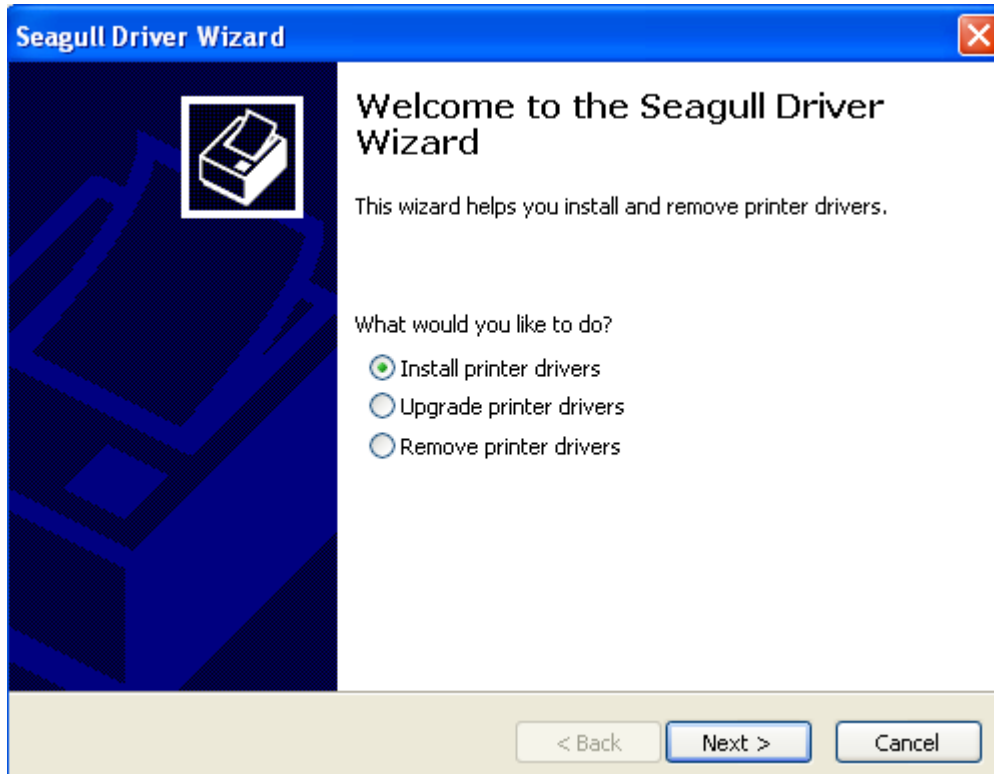 Seagull Driver Wizard
Welcome to the Seagull Driver
Wizard
This wizard helps you install and remove printer drivers.
What would you like to do?
Install printer drivers
Upgrade printer drivers
Remove printer drivers
< Back Next > Cancel